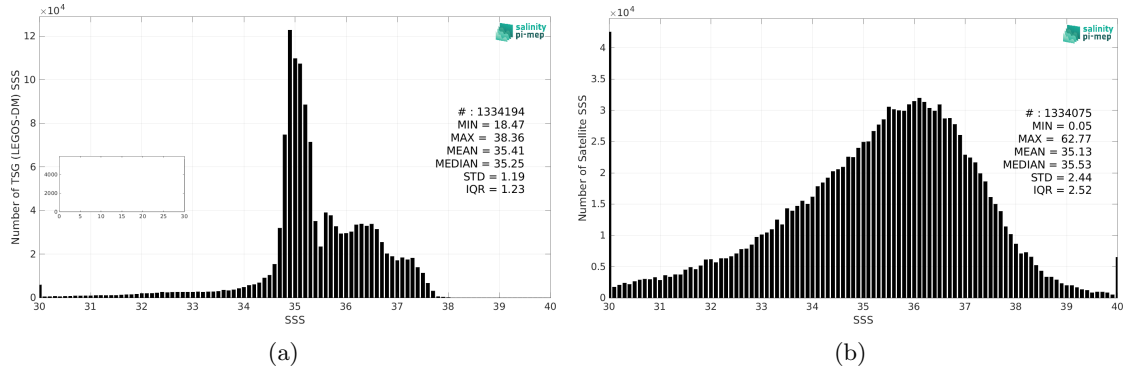 ×10⁴
salinity
pi-mep
# : 1334194
MIN = 18.47
MAX = 38.36
MEAN = 35.41
MEDIAN = 35.25
STD = 1.19
IQR = 1.23
Number of TSG (LEGOS-DM) SSS
12
10
8
6
4
2
0
4000
2000
0
0 5 10 15 20 25 30
30 31 32 33 34 35 36 37 38 39 40
SSS
(a)
×10⁴
salinity
pi-mep
# : 1334075
MIN = 0.05
MAX = 62.77
MEAN = 35.13
MEDIAN = 35.53
STD = 2.44
IQR = 2.52
Number of Satellite SSS
4
3.5
3
2.5
2
1.5
1
0.5
0
30 31 32 33 34 35 36 37 38 39 40
SSS
(b)